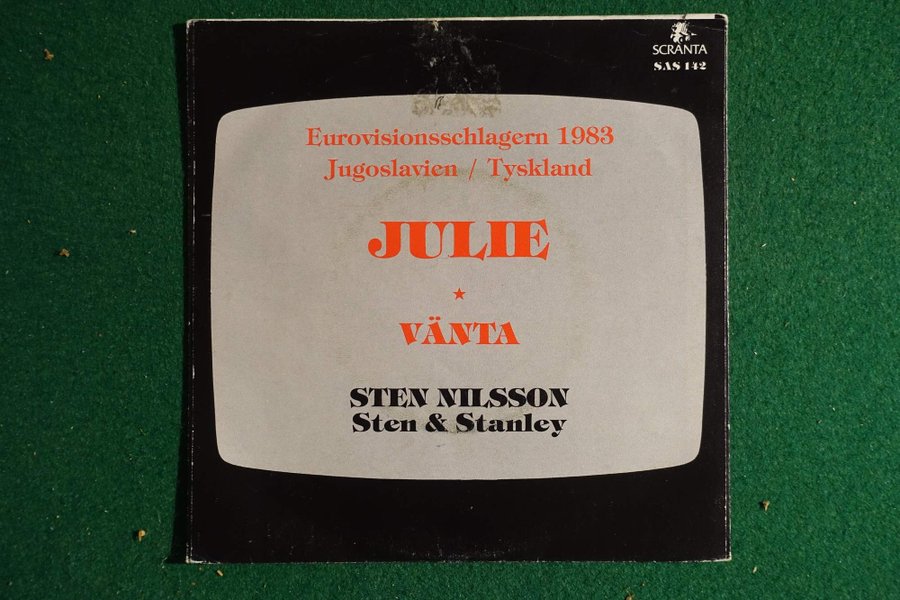 SCRANTA
SAS 142
Eurovisionsschlagern 1983
Jugoslavien / Tyskland
JULIE
VÄNTA
STEN NILSSON
Sten & Stanley